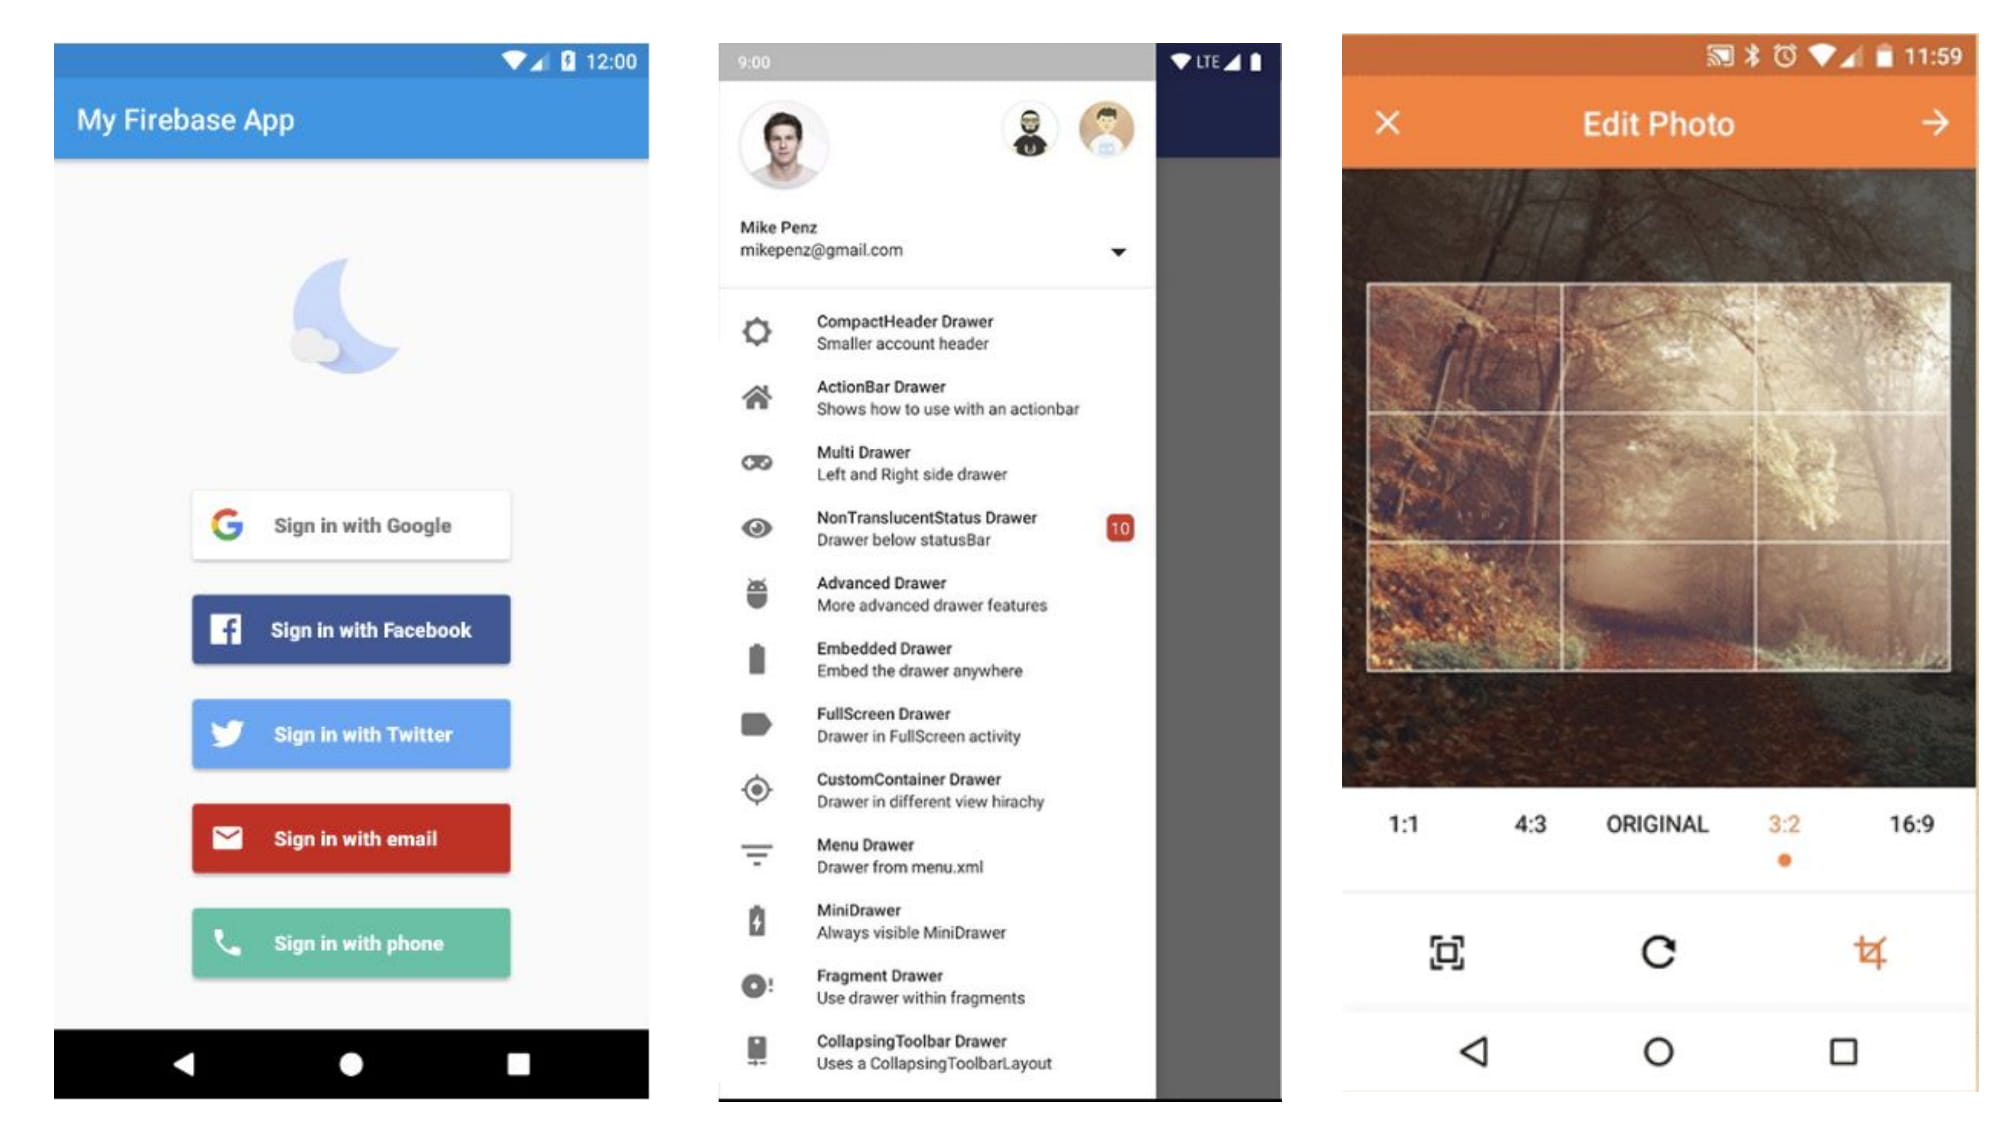 12:00
My Firebase App
Sign in with Google
Sign in with Facebook
Sign in with Twitter
Sign in with email
Sign in with phone
9:00
LTE
Mike Penz
mikepenz@gmail.com
CompactHeader Drawer
Smaller account header
ActionBar Drawer
Shows how to use with an actionbar
Multi Drawer
Left and Right side drawer
NonTranslucentStatus Drawer
Drawer below statusBar
10
Advanced Drawer
More advanced drawer features
Embedded Drawer
Embed the drawer anywhere
FullScreen Drawer
Drawer in FullScreen activity
CustomContainer Drawer
Drawer in different view hirachy
Menu Drawer
Drawer from menu.xml
MiniDrawer
Always visible MiniDrawer
Fragment Drawer
Use drawer within fragments
CollapsingToolbar Drawer
Uses a CollapsingToolbarLayout
11:59
Edit Photo
1:1 4:3 ORIGINAL 3:2 16:9